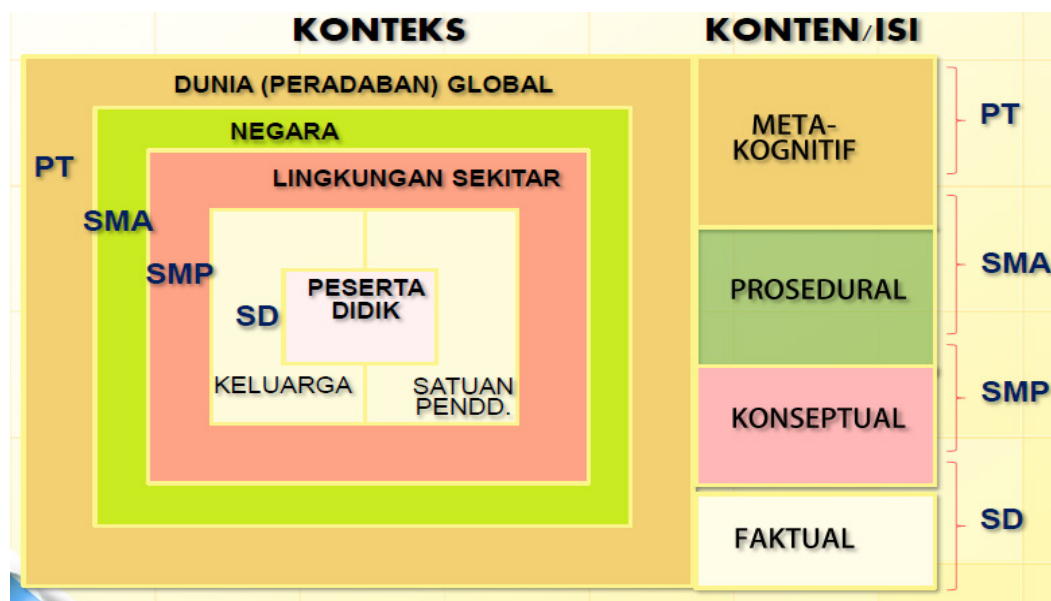 KONTEKS
KONTEN/ISI
DUNIA (PERADABAN) GLOBAL
NEGARA
LINGKUNGAN SEKITAR
PT
SMA
SMP
SD
PESERTA
DIDIK
KELUARGA
SATUAN
PENDD.
META-
KOGNITIF
PROSEDURAL
KONSEPTUAL
FAKTUAL
PT
SMA
SMP
SD